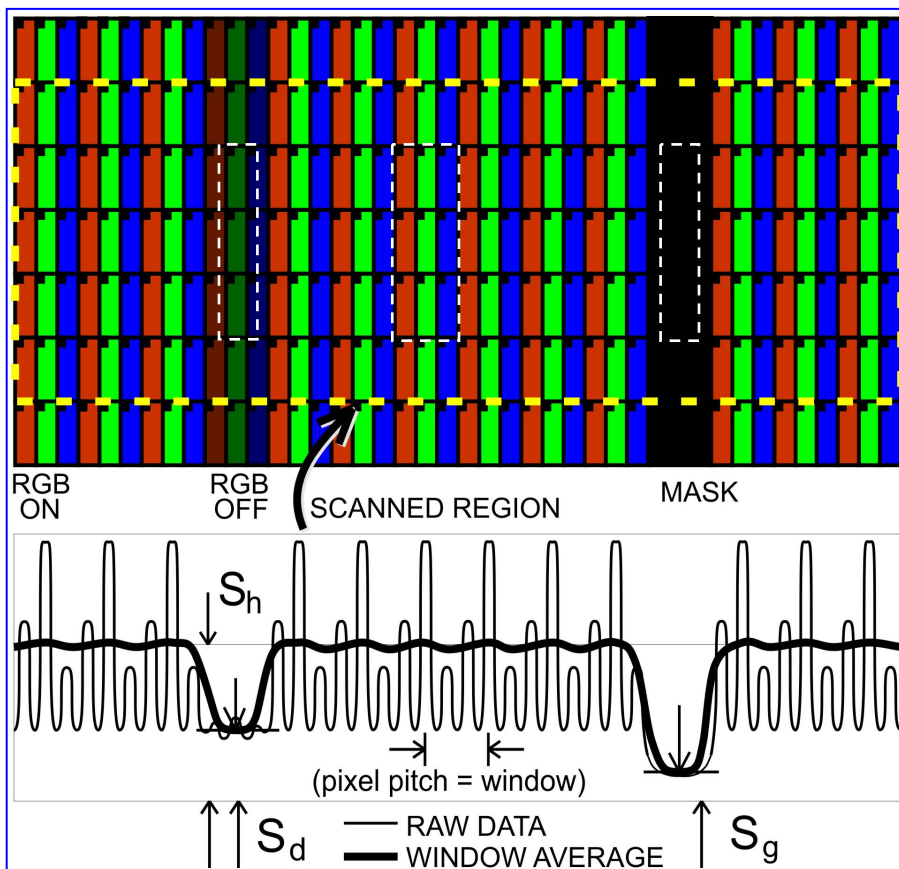 RGB
ON
RGB
OFF
SCANNED REGION
MASK
Sh
(pixel pitch = window)
Sd
RAW DATA
WINDOW AVERAGE
Sg